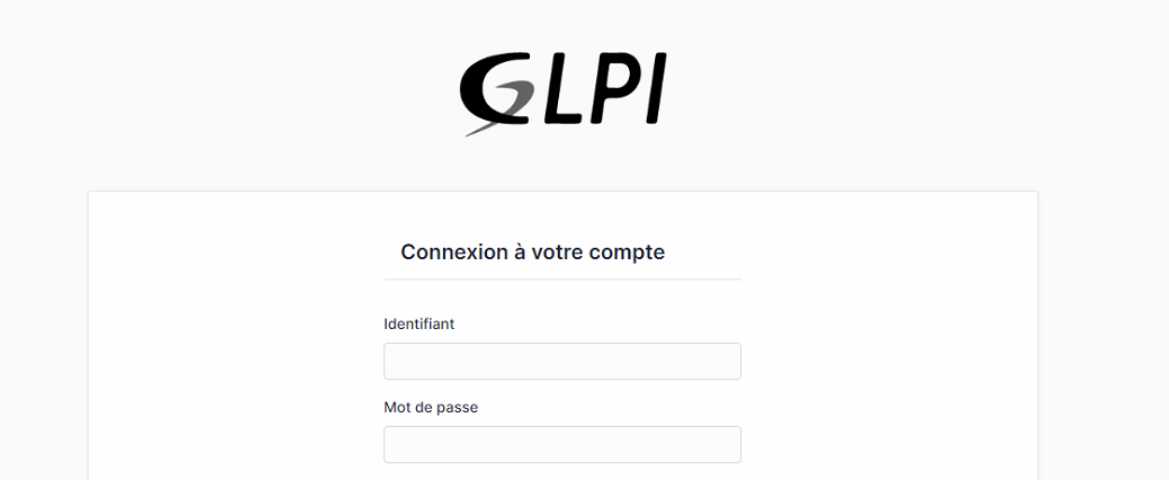 GLPI
Connexion à votre compte
Identifiant
Mot de passe